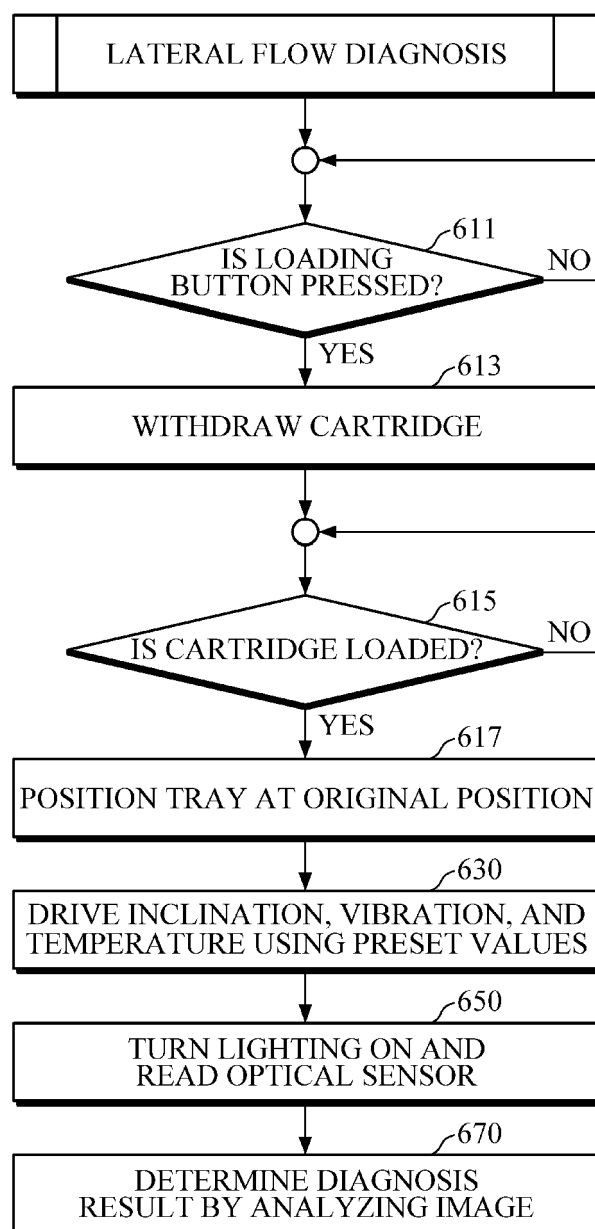 LATERAL FLOW DIAGNOSIS
611
IS LOADING
BUTTON PRESSED?
NO
YES
613
WITHDRAW CARTRIDGE
615
IS CARTRIDGE LOADED?
NO
YES
617
POSITION TRAY AT ORIGINAL POSITION
630
DRIVE INCLINATION, VIBRATION, AND
TEMPERATURE USING PRESET VALUES
650
TURN LIGHTING ON AND
READ OPTICAL SENSOR
670
DETERMINE DIAGNOSIS
RESULT BY ANALYZING IMAGE